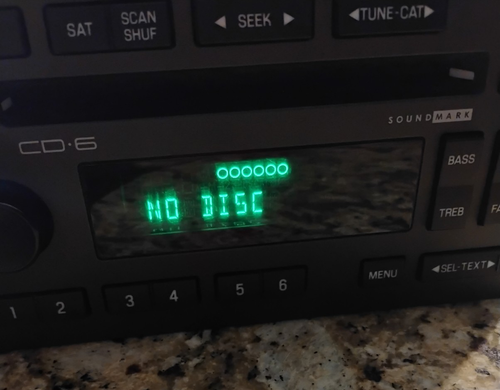 SAT
SCAN
SHUF
◄ SEEK ►
◄TUNE-CAT►
SOUNDMARK
CD·6
BASS
NO DISC
TREB
1 2 3 4 5 6
MENU
◄SEL-TEXT►